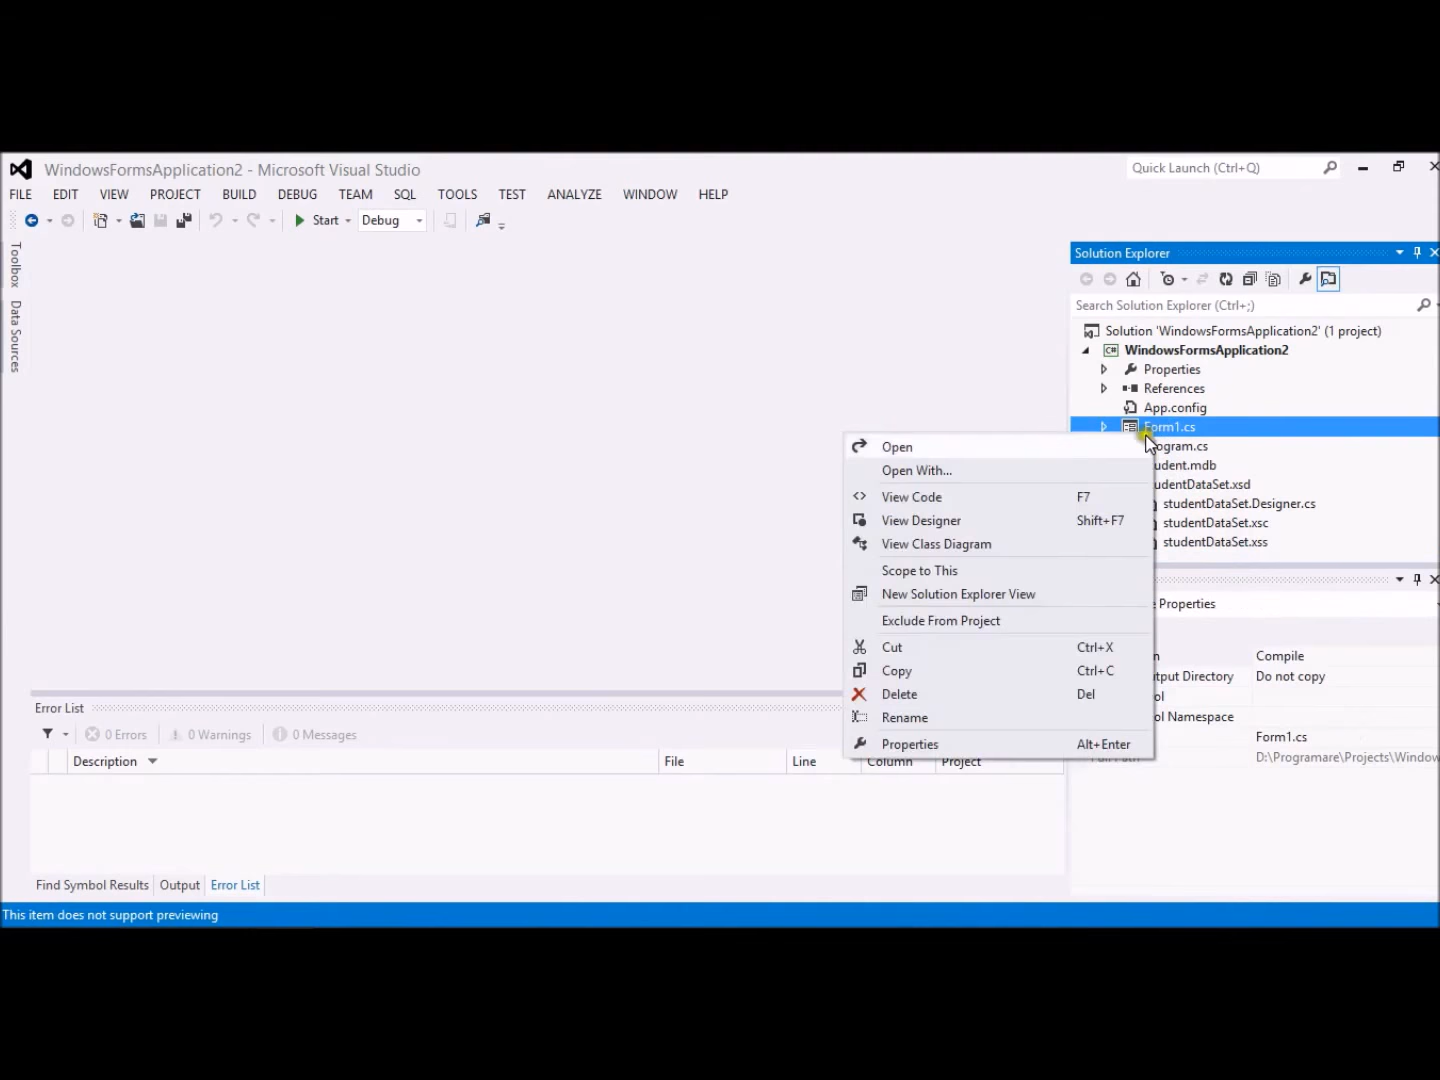 WindowsFormsApplication2 - Microsoft Visual Studio
Quick Launch (Ctrl+Q)
FILE EDIT VIEW PROJECT BUILD DEBUG TEAM SQL TOOLS TEST ANALYZE WINDOW HELP
Start Debug
Toolbox
Data Sources
Solution Explorer
Search Solution Explorer (Ctrl+;)
Solution 'WindowsFormsApplication2' (1 project)
C# WindowsFormsApplication2
Properties
References
App.config
Form1.cs
ogram.cs
udent.mdb
udentDataSet.xsd
studentDataSet.Designer.cs
studentDataSet.xsc
studentDataSet.xss
Open
Open With...
View Code F7
View Designer Shift+F7
View Class Diagram
Scope to This
New Solution Explorer View
Exclude From Project
Cut Ctrl+X
Copy Ctrl+C
Delete Del
Rename
Properties Alt+Enter
Properties
n Compile
tput Directory Do not copy
ol
ol Namespace
Form1.cs
D:\Programare\Projects\Window
Error List
0 Errors 0 Warnings 0 Messages
Description File Line Column Project
Find Symbol Results Output Error List
This item does not support previewing